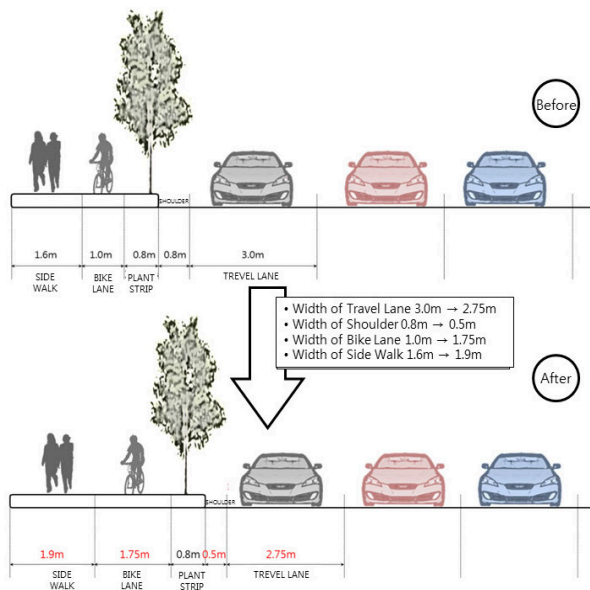 Before
SHOULDER
1.6m 1.0m 0.8m 0.8m 3.0m
SIDE WALK
BIKE LANE
PLANT STRIP
TREVEL LANE
• Width of Travel Lane 3.0m → 2.75m
• Width of Shoulder 0.8m → 0.5m
• Width of Bike Lane 1.0m → 1.75m
• Width of Side Walk 1.6m → 1.9m
After
SHOULDER
1.9m 1.75m 0.8m 0.5m 2.75m
SIDE WALK
BIKE LANE
PLANT STRIP
TREVEL LANE